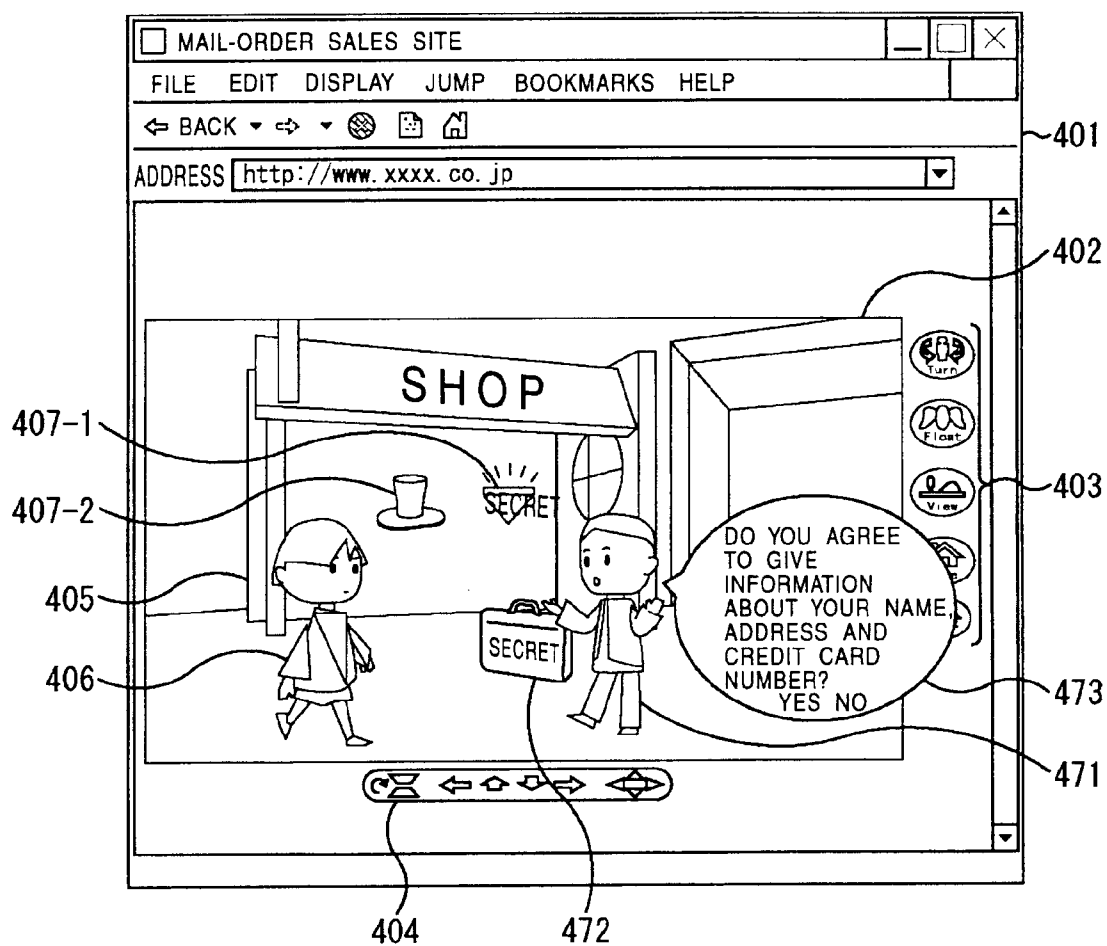 MAIL-ORDER SALES SITE
FILE EDIT DISPLAY JUMP BOOKMARKS HELP
BACK
401
ADDRESS http://www.xxxx.co.jp
402
SHOP
Turn
407-1
Float
403
407-2
SECRET
View
DO YOU AGREE
TO GIVE
INFORMATION
ABOUT YOUR NAME,
ADDRESS AND
CREDIT CARD
NUMBER?
YES NO
405
SECRET
406
473
471
404
472